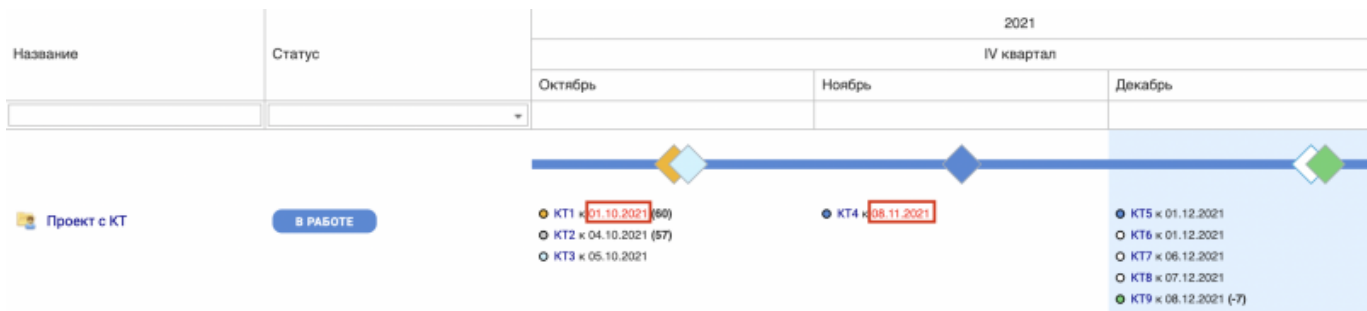 2021
Название
Статус
IV квартал
Октябрь
Ноябрь
Декабрь
Проект с КТ
В РАБОТЕ
КТ1 к 01.10.2021 (60)
КТ2 к 04.10.2021 (57)
КТ3 к 05.10.2021
КТ4 к 08.11.2021
КТ5 к 01.12.2021
КТ6 к 01.12.2021
КТ7 к 06.12.2021
КТ8 к 07.12.2021
КТ9 к 08.12.2021 (-7)